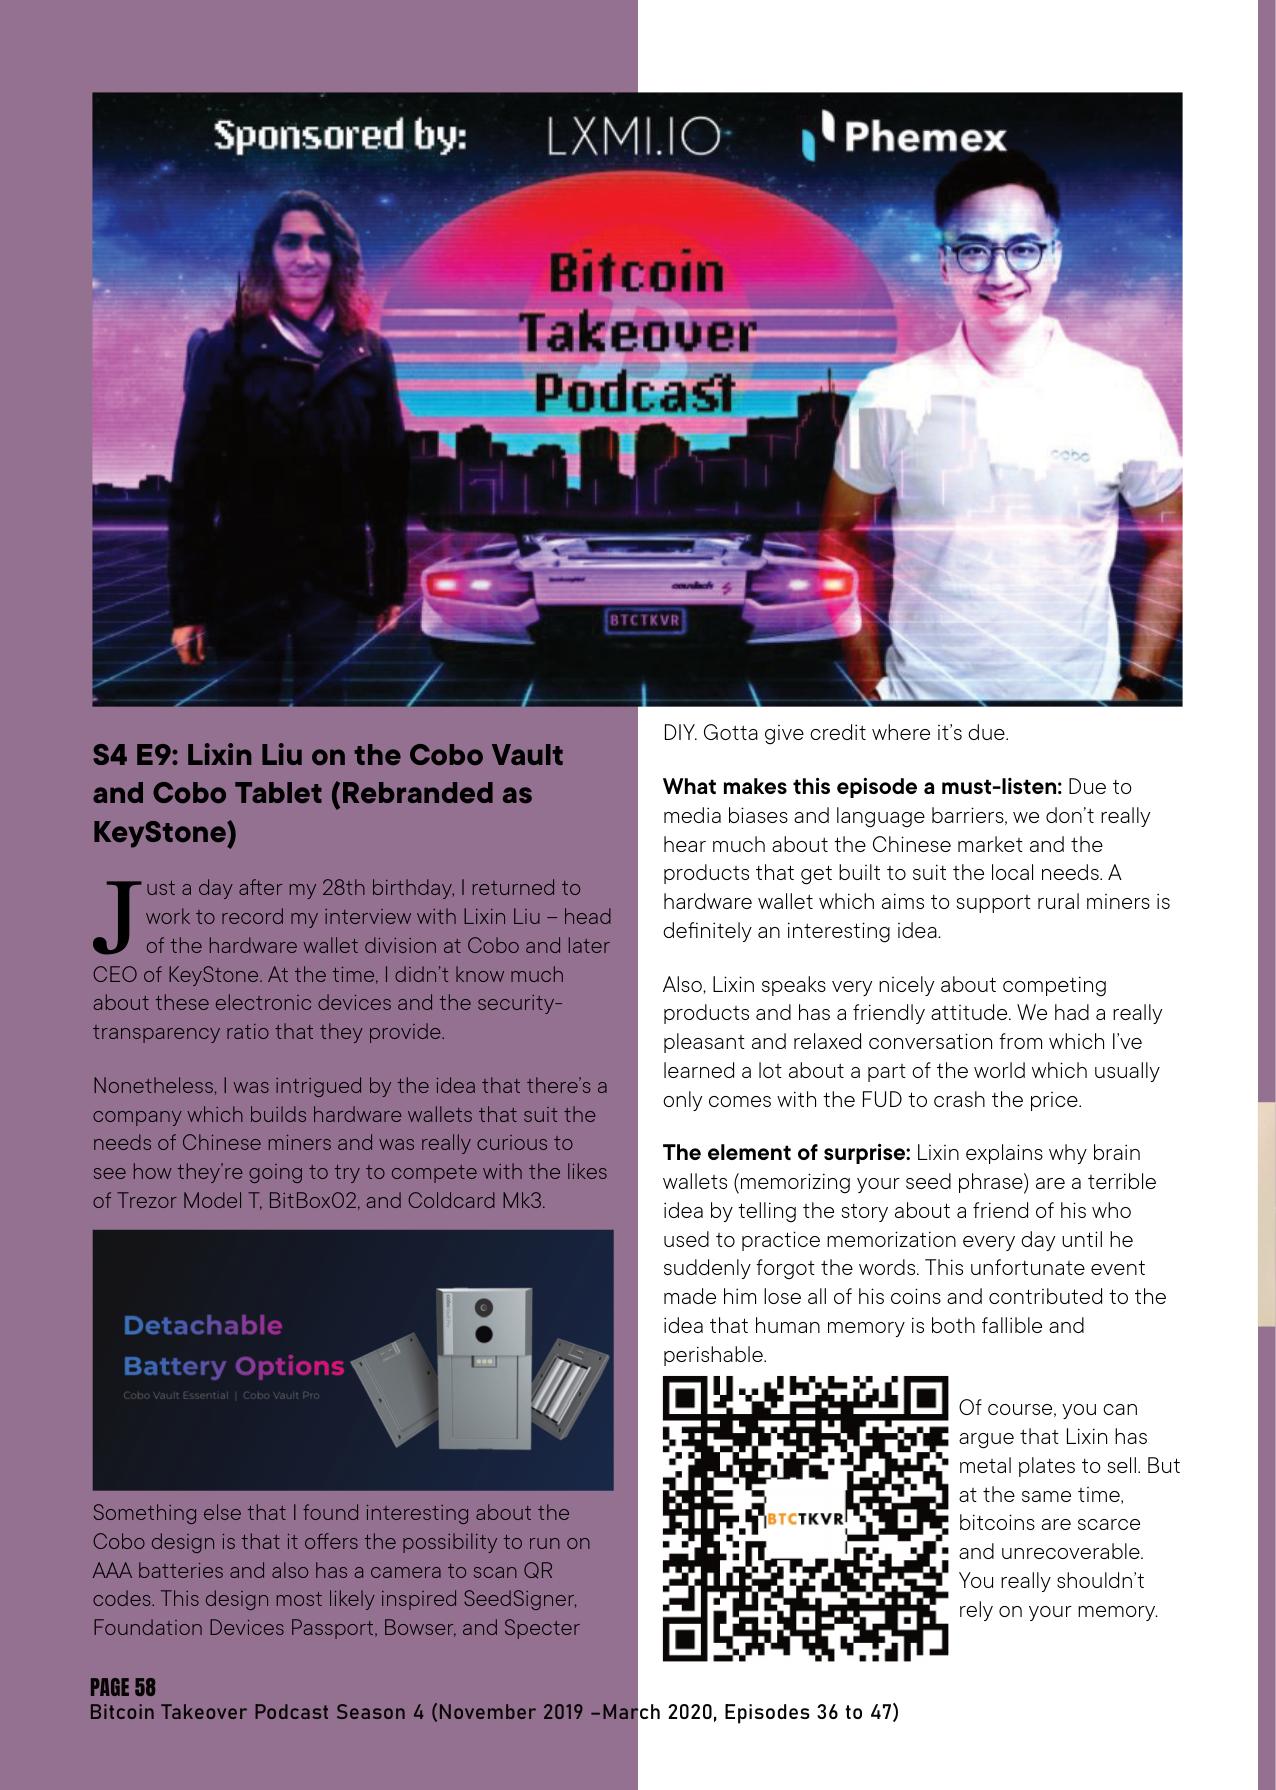 Sponsored by: LXMI.IO Phemex
Bitcoin
Takeover
Podcast
cobo
BTCTKVR
S4 E9: Lixin Liu on the Cobo Vault
and Cobo Tablet (Rebranded as
KeyStone)
Just a day after my 28th birthday, I returned to
work to record my interview with Lixin Liu – head
of the hardware wallet division at Cobo and later
CEO of KeyStone. At the time, I didn’t know much
about these electronic devices and the security-
transparency ratio that they provide.
Nonetheless, I was intrigued by the idea that there’s a
company which builds hardware wallets that suit the
needs of Chinese miners and was really curious to
see how they’re going to try to compete with the likes
of Trezor Model T, BitBox02, and Coldcard Mk3.
Detachable
Battery Options
Cobo Vault Essential | Cobo Vault Pro
Something else that I found interesting about the
Cobo design is that it offers the possibility to run on
AAA batteries and also has a camera to scan QR
codes. This design most likely inspired SeedSigner,
Foundation Devices Passport, Bowser, and Specter
DIY. Gotta give credit where it’s due.
What makes this episode a must-listen: Due to
media biases and language barriers, we don’t really
hear much about the Chinese market and the
products that get built to suit the local needs. A
hardware wallet which aims to support rural miners is
definitely an interesting idea.
Also, Lixin speaks very nicely about competing
products and has a friendly attitude. We had a really
pleasant and relaxed conversation from which I’ve
learned a lot about a part of the world which usually
only comes with the FUD to crash the price.
The element of surprise: Lixin explains why brain
wallets (memorizing your seed phrase) are a terrible
idea by telling the story about a friend of his who
used to practice memorization every day until he
suddenly forgot the words. This unfortunate event
made him lose all of his coins and contributed to the
idea that human memory is both fallible and
perishable.
BTCTKVR
Of course, you can
argue that Lixin has
metal plates to sell. But
at the same time,
bitcoins are scarce
and unrecoverable.
You really shouldn’t
rely on your memory.
PAGE 58
Bitcoin Takeover Podcast Season 4 (November 2019 –March 2020, Episodes 36 to 47)